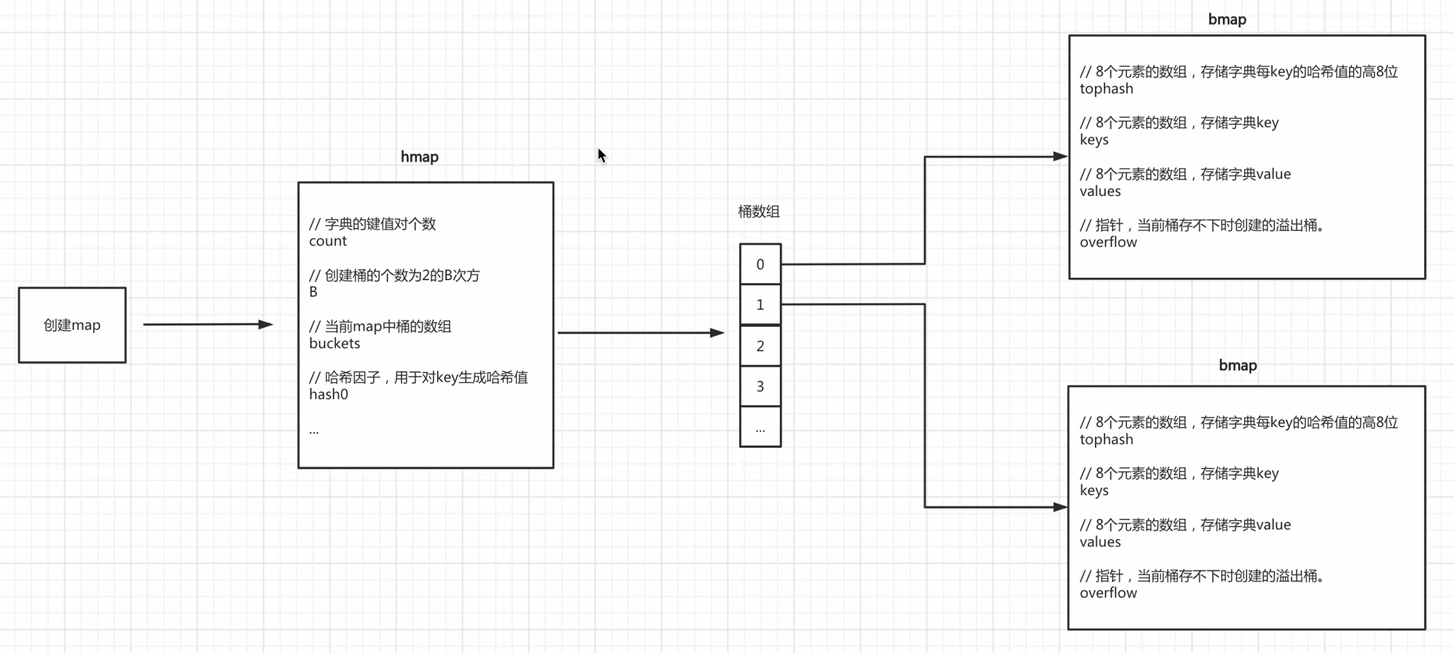 创建map
hmap
// 字典的键值对个数
count
// 创建桶的个数为2的B次方
B
// 当前map中桶的数组
buckets
// 哈希因子，用于对key生成哈希值
hash0
...
桶数组
0
1
2
3
...
bmap
// 8个元素的数组，存储字典每key的哈希值的高8位
tophash
// 8个元素的数组，存储字典key
keys
// 8个元素的数组，存储字典value
values
// 指针，当前桶存不下时创建的溢出桶。
overflow
bmap
// 8个元素的数组，存储字典每key的哈希值的高8位
tophash
// 8个元素的数组，存储字典key
keys
// 8个元素的数组，存储字典value
values
// 指针，当前桶存不下时创建的溢出桶。
overflow